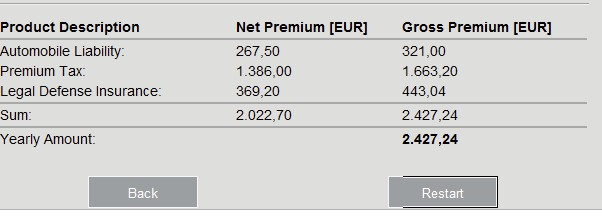 Product Description Net Premium [EUR] Gross Premium [EUR]
Automobile Liability: 267,50 321,00
Premium Tax: 1.386,00 1.663,20
Legal Defense Insurance: 369,20 443,04
Sum: 2.022,70 2.427,24
Yearly Amount: 2.427,24
Back Restart